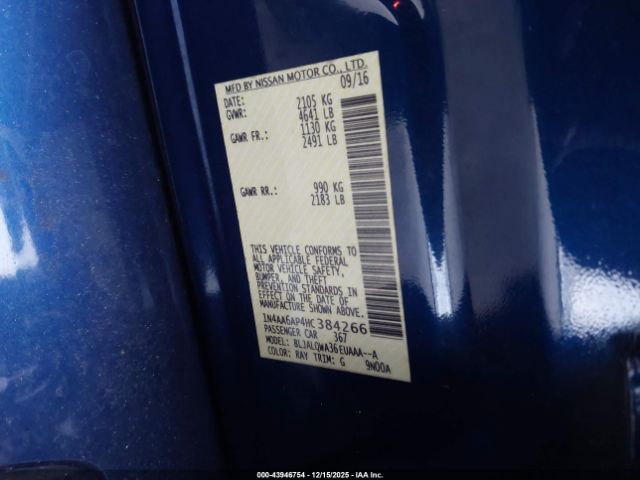 MFD BY NISSAN MOTOR CO., LTD.
DATE: 09/16
GVWR: 2105 KG
4641 LB
GAWR FR.: 1130 KG
2491 LB
GAWR RR.: 990 KG
2183 LB
THIS VEHICLE CONFORMS TO
ALL APPLICABLE FEDERAL
MOTOR VEHICLE SAFETY,
BUMPER, AND THEFT
PREVENTION STANDARDS IN
EFFECT ON THE DATE OF
MANUFACTURE SHOWN ABOVE.
1N4AA6AP4HC384266
PASSENGER CAR 367
MODEL: BLJALQWA36EUAAA--A
COLOR: RAY TRIM: G 9N00A
000-43946754 - 12/15/2025 - IAAI.COM